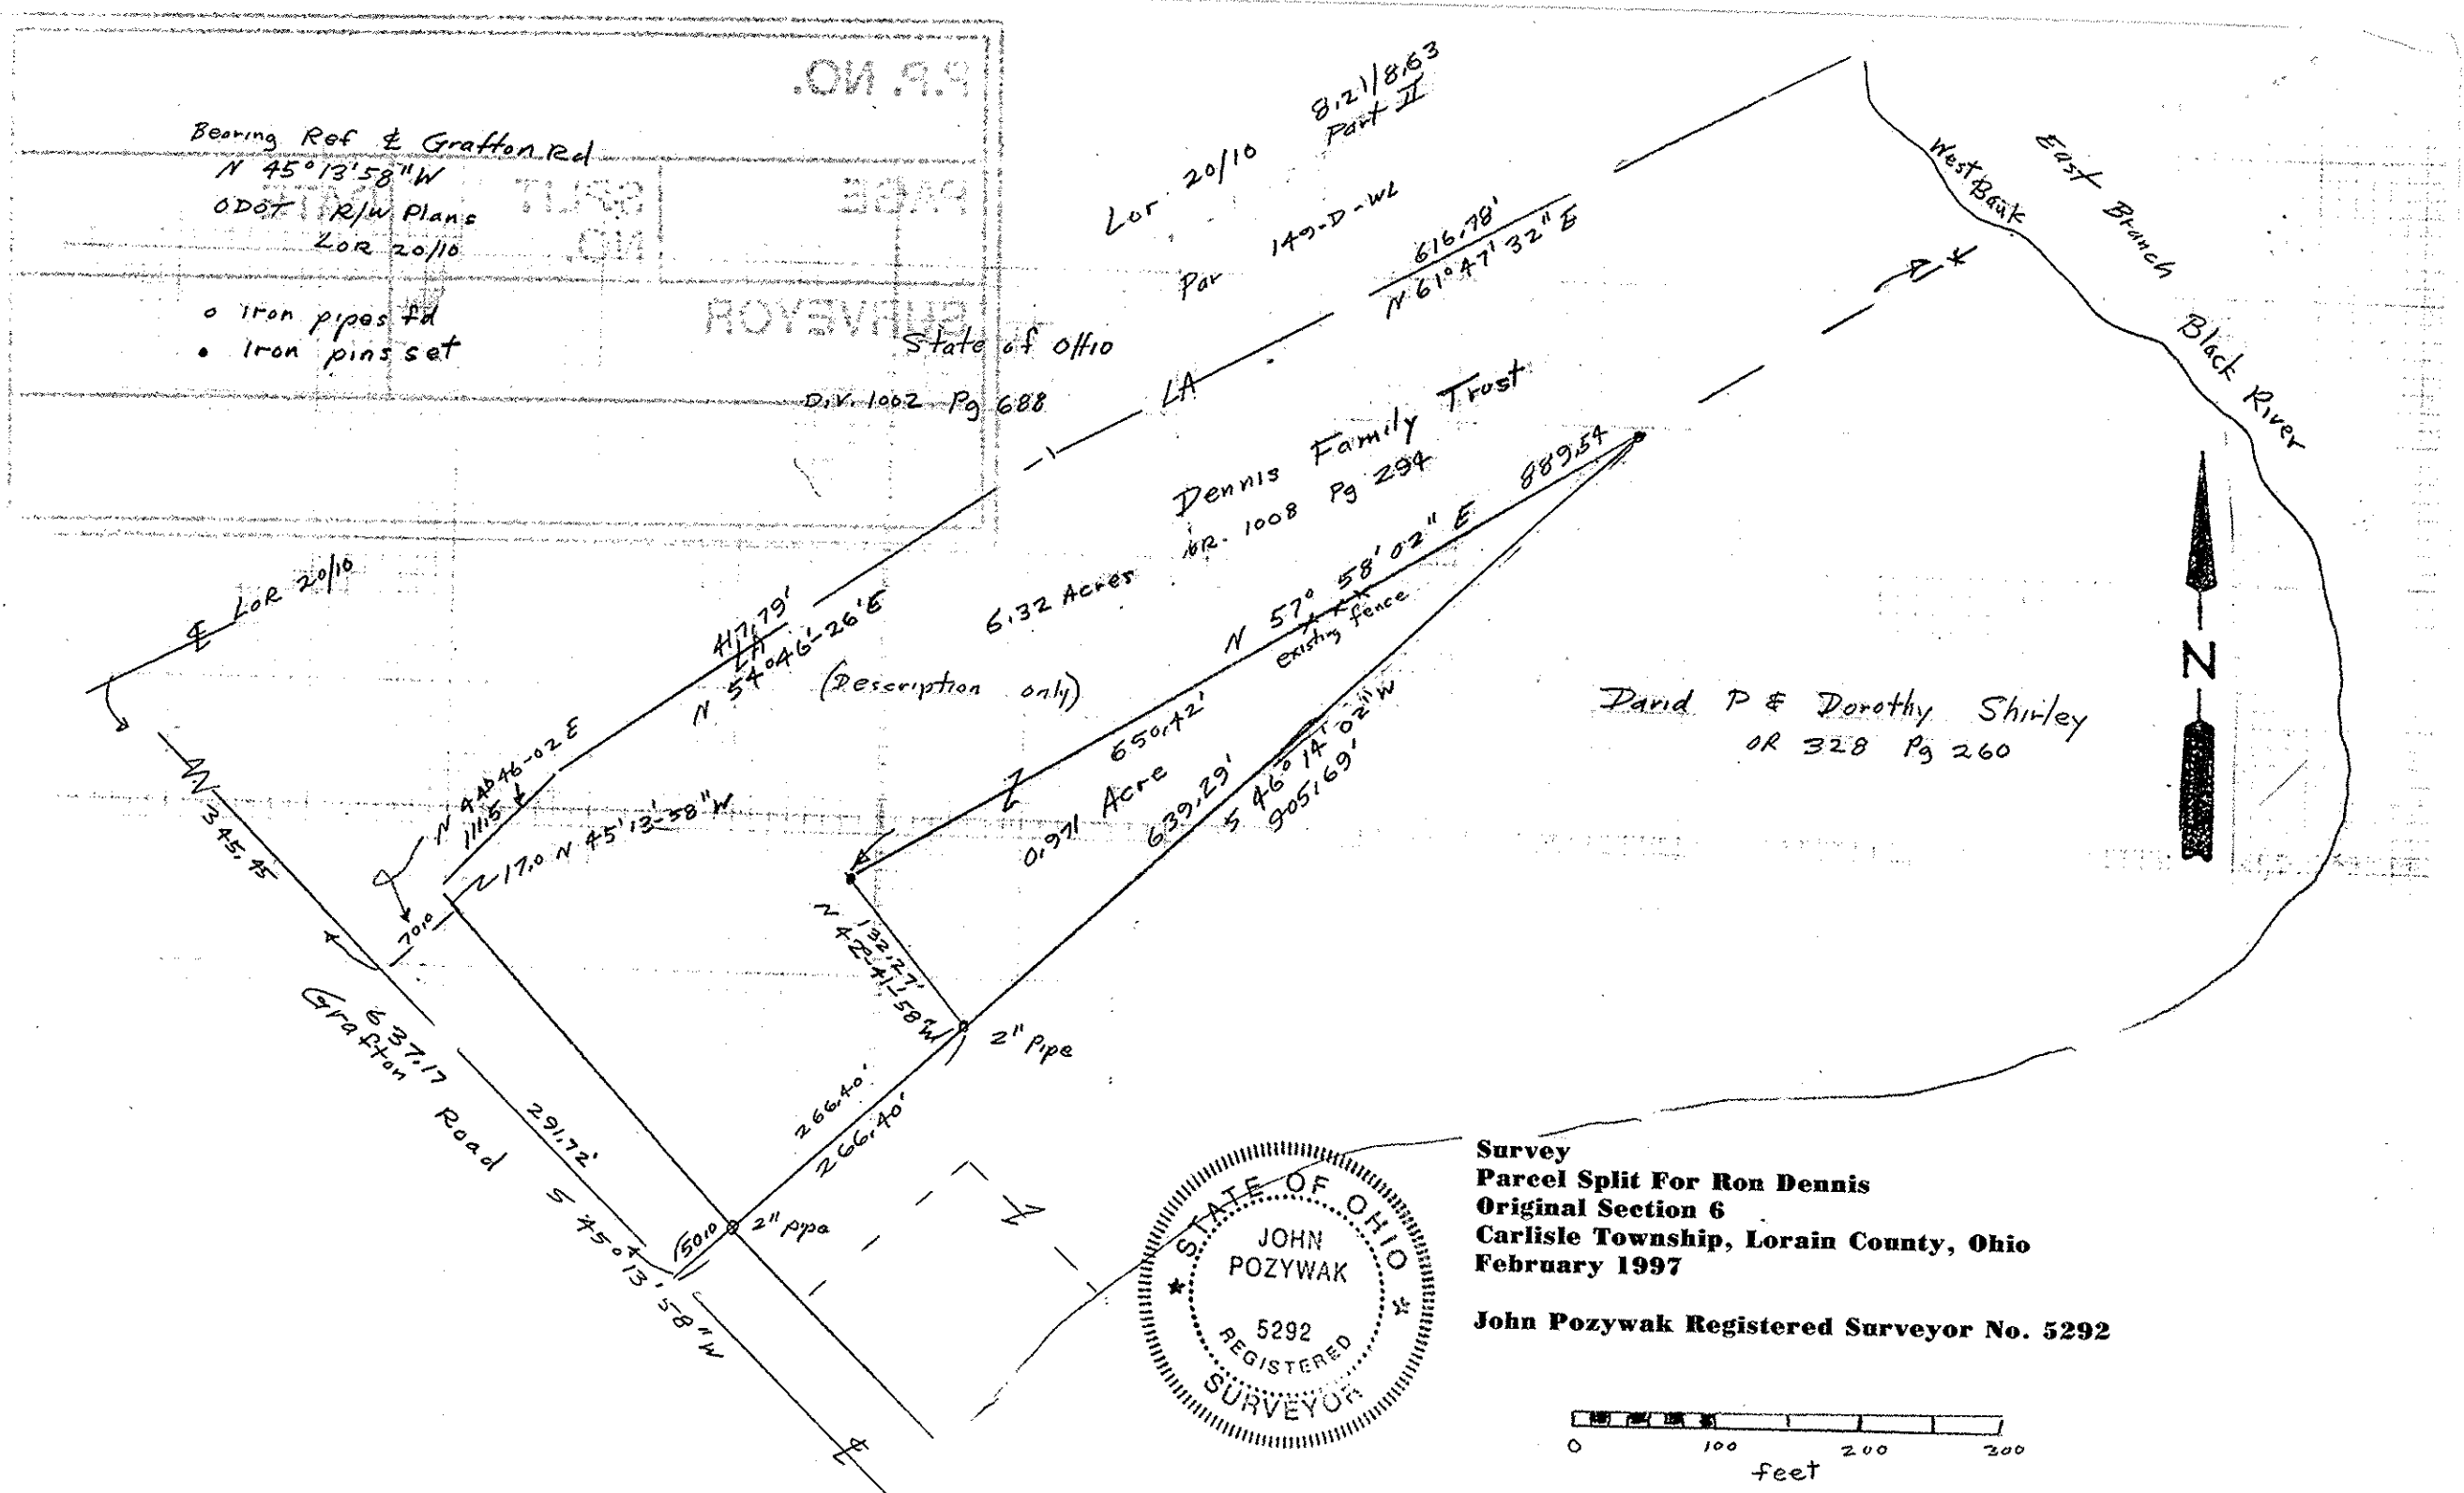 P.P. NO.
PAGE
SPLIT NO.
DATE
SURVEYOR
Bearing Ref ℄ Grafton Rd
N 45°13'58"W
ODOT R/W Plans
LOR 20/10
o Iron pipes fd
• Iron pins set
State of OHIO
D.V. 1002 Pg 688
Lor 20/10 8.21/8.63
Part II
Par 149-D-WL
616.78'
N 61°47'32" E
LA
West Bank
East Branch Black River
Dennis Family Trust
OR. 1008 Pg 294
6.32 Acres
(Description only)
889.54
N 57° 58' 02" E
existing fence
650.42'
℄ LOR 20/10
417.79'
LA
N 54°46'-26'E
N 44°46-02 E
111.5
17.0 N 45'13'-58"W
70.0
345.45
637.17
Grafton Road S 45°13'58"W
291.72'
(50.0
2" pipe
266.40'
266.40'
132.27'
N 42°-41-58"W
2" Pipe
0.971 Acre
639.29'
S 46° 14' 02" W
905.69'
David P & Dorothy Shirley
OR 328 Pg 260
N
STATE OF OHIO
JOHN
POZYWAK
5292
REGISTERED
SURVEYOR
Survey
Parcel Split For Ron Dennis
Original Section 6
Carlisle Township, Lorain County, Ohio
February 1997
John Pozywak Registered Surveyor No. 5292
0 100 200 300
feet